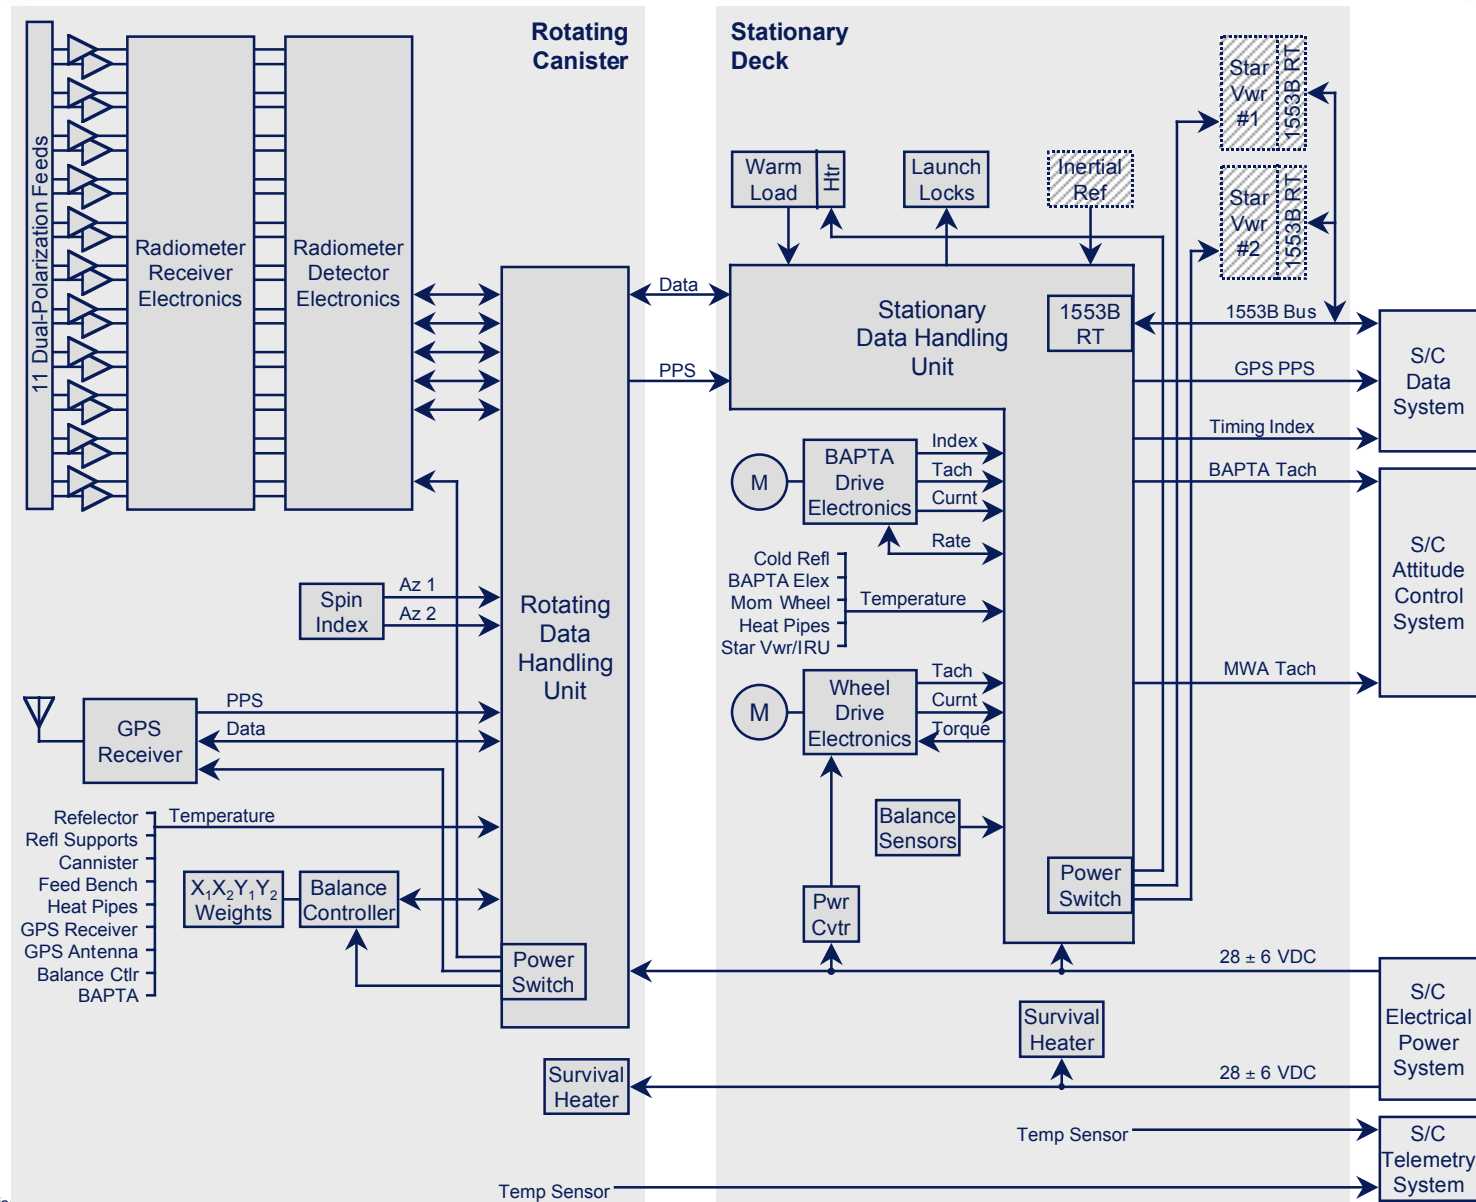 Rotating
Canister
Stationary
Deck
11 Dual-Polarization Feeds
Radiometer
Receiver
Electronics
Radiometer
Detector
Electronics
Star
Vwr
#1
1553B RT
Star
Vwr
#2
1553B RT
Warm
Load
Htr
Launch
Locks
Inertial
Ref
Data
PPS
Stationary
Data Handling
Unit
1553B
RT
1553B Bus
GPS PPS
Timing Index
BAPTA Tach
MWA Tach
S/C
Data
System
S/C
Attitude
Control
System
M
BAPTA
Drive
Electronics
Index
Tach
Curnt
Rate
Cold Refl
BAPTA Elex
Mom Wheel
Heat Pipes
Star Vwr/IRU
Temperature
M
Wheel
Drive
Electronics
Tach
Curnt
Torque
Balance
Sensors
Pwr
Cvtr
Power
Switch
Spin
Index
Az 1
Az 2
Rotating
Data
Handling
Unit
GPS
Receiver
PPS
Data
Refelector
Refl Supports
Cannister
Feed Bench
Heat Pipes
GPS Receiver
GPS Antenna
Balance Ctlr
BAPTA
Temperature
X₁X₂Y₁Y₂
Weights
Balance
Controller
Power
Switch
28 ± 6 VDC
S/C
Electrical
Power
System
Survival
Heater
Survival
Heater
28 ± 6 VDC
Temp Sensor
Temp Sensor
S/C
Telemetry
System